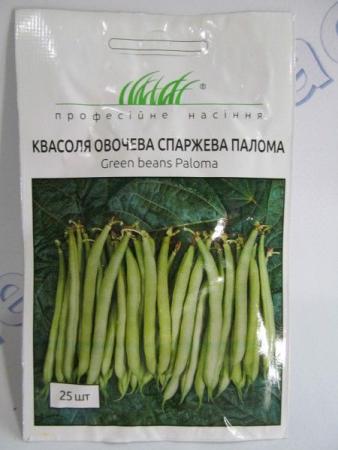 ®
професійне насіння
КВАСОЛЯ ОВОЧЕВА СПАРЖЕВА ПАЛОМА
Green beans Paloma
25 шт